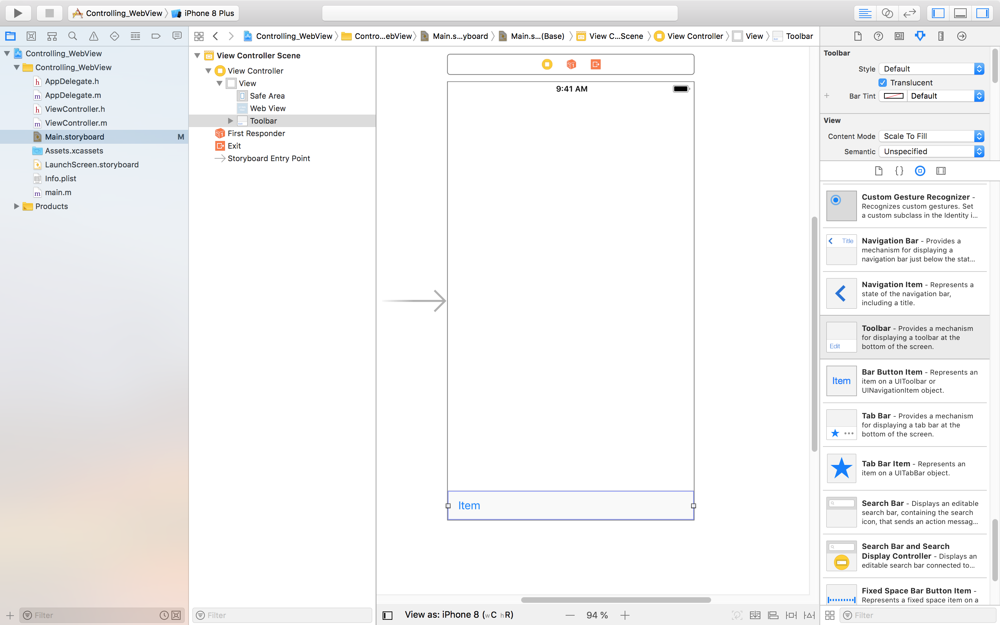 Controlling_WebView
iPhone 8 Plus
Controlling_WebView
Contro...ebView
Main.s...yboard
Main.s...(Base)
View C...Scene
View Controller
View
Toolbar
Controlling_WebView
Controlling_WebView
AppDelegate.h
AppDelegate.m
ViewController.h
ViewController.m
Main.storyboard M
Assets.xcassets
LaunchScreen.storyboard
Info.plist
main.m
Products
Filter
View Controller Scene
View Controller
View
Safe Area
Web View
Toolbar
First Responder
Exit
Storyboard Entry Point
Filter
9:41 AM
Item
View as: iPhone 8 (wC hR)
94 %
Toolbar
Style Default
Translucent
Bar Tint Default
View
Content Mode Scale To Fill
Semantic Unspecified
Custom Gesture Recognizer -
Recognizes custom gestures. Set
a custom subclass in the Identity i...
Title
Navigation Bar - Provides a
mechanism for displaying a
navigation bar just below the stat...
Navigation Item - Represents a
state of the navigation bar,
including a title.
Edit
Toolbar - Provides a mechanism
for displaying a toolbar at the
bottom of the screen.
Item
Bar Button Item - Represents an
item on a UIToolbar or
UINavigationItem object.
Tab Bar - Provides a mechanism
for displaying a tab bar at the
bottom of the screen.
Tab Bar Item - Represents an
item on a UITabBar object.
Search Bar - Displays an editable
search bar, containing the search
icon, that sends an action messag...
Search Bar and Search
Display Controller - Displays an
editable search bar connected to...
Fixed Space Bar Button Item -
Represents a fixed space item on a
Filter